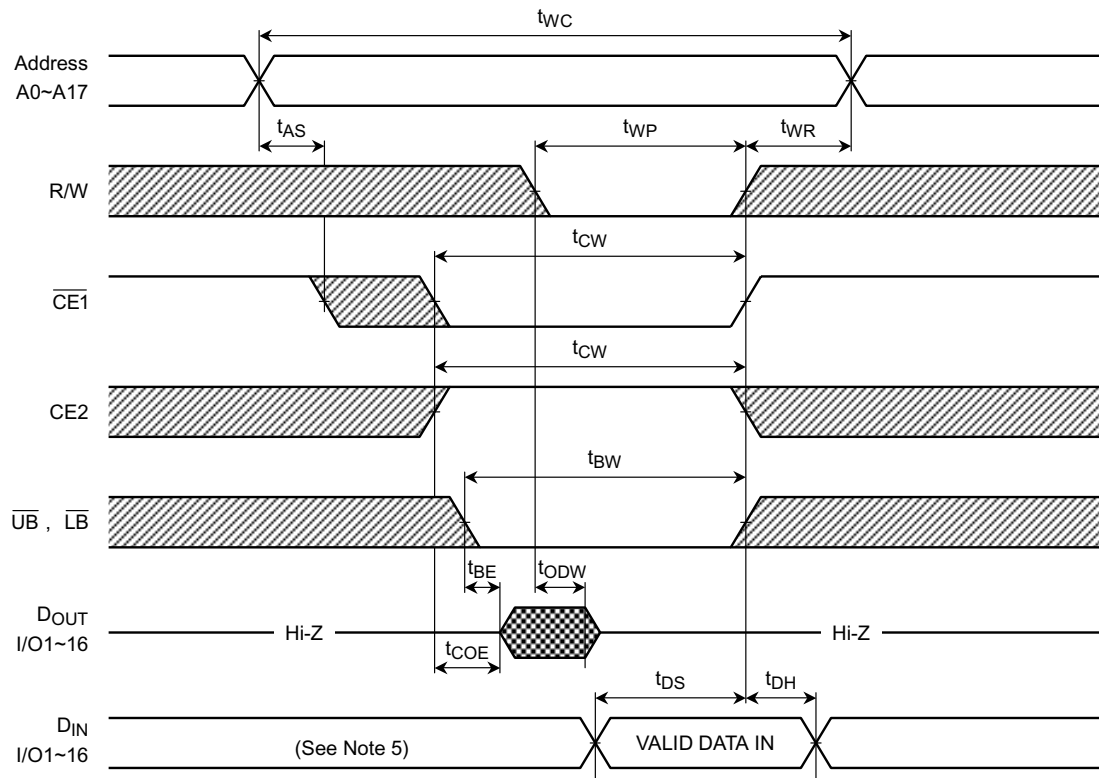 tWC
Address
A0~A17
tAS
tWP
tWR
R/W
tCW
CE1
tCW
CE2
tBW
UB , LB
tBE
tODW
DOUT
I/O1~16
Hi-Z
Hi-Z
tCOE
tDS
tDH
DIN
I/O1~16
(See Note 5)
VALID DATA IN